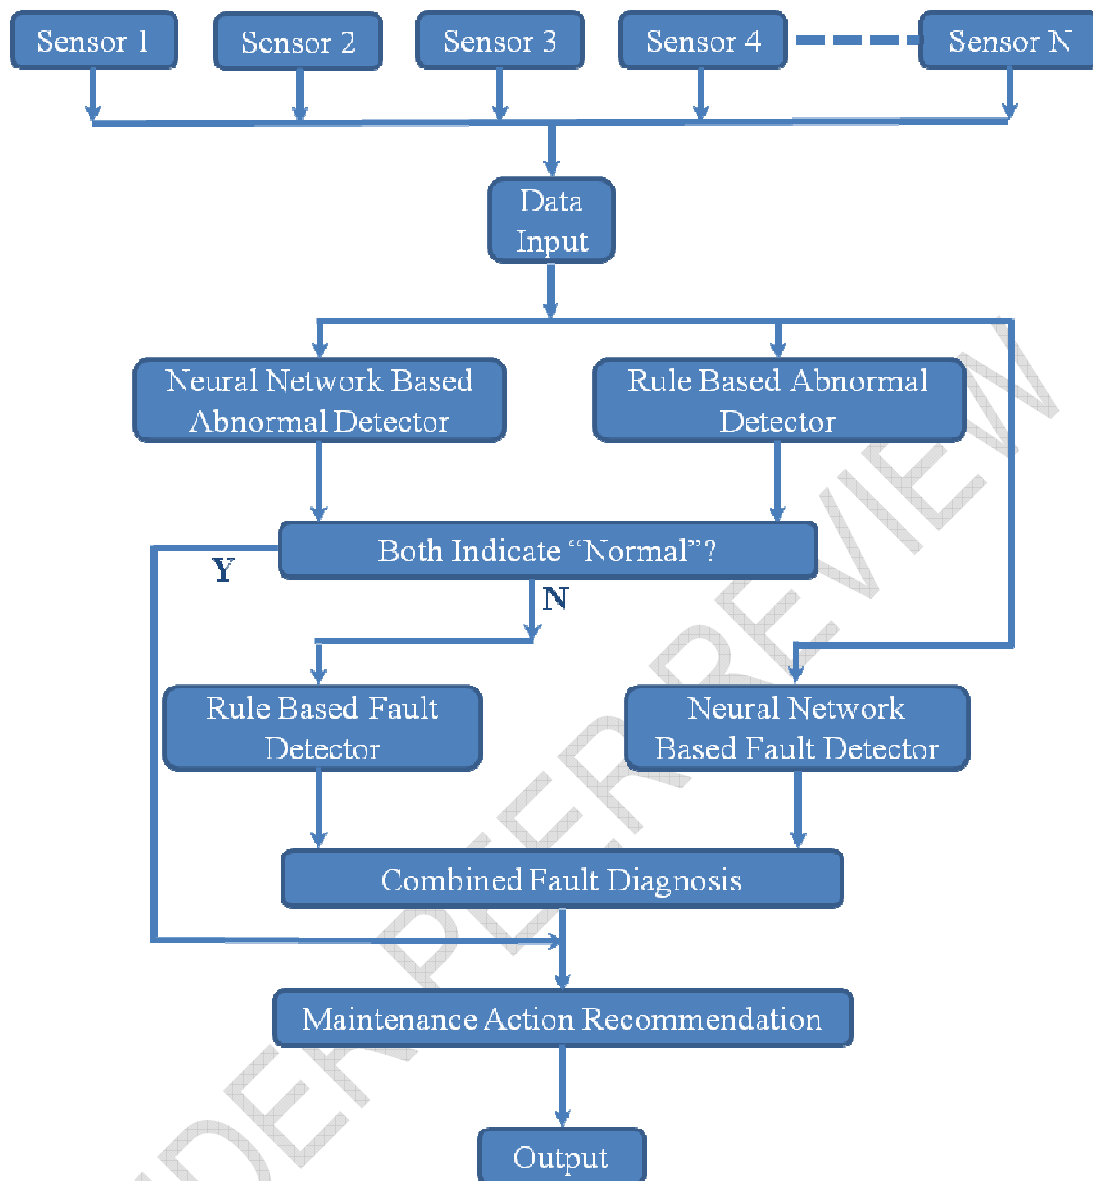 Sensor 1
Sensor 2
Sensor 3
Sensor 4
Sensor N
Data
Input
Neural Network Based
Abnormal Detector
Rule Based Abnormal
Detector
Both Indicate “Normal”?
Y
N
Rule Based Fault
Detector
Neural Network
Based Fault Detector
Combined Fault Diagnosis
Maintenance Action Recommendation
Output
NDER PEER REVIEW